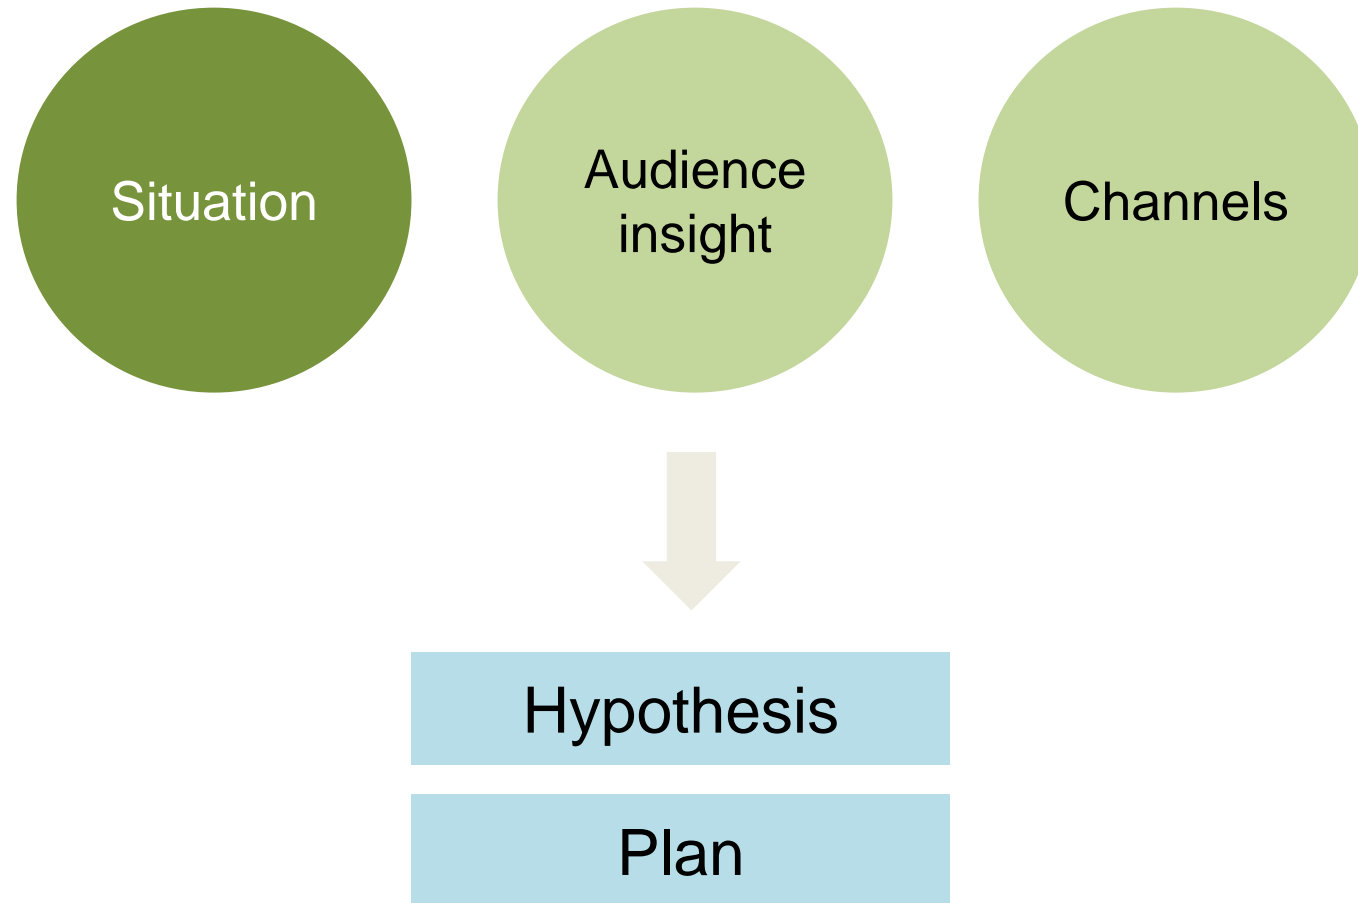 Situation
Audience
insight
Channels
Hypothesis
Plan